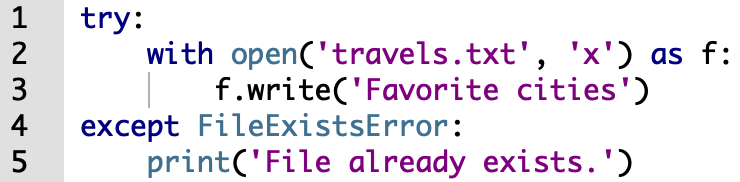 1 try:
2     with open('travels.txt', 'x') as f:
3         f.write('Favorite cities')
4 except FileExistsError:
5     print('File already exists.')